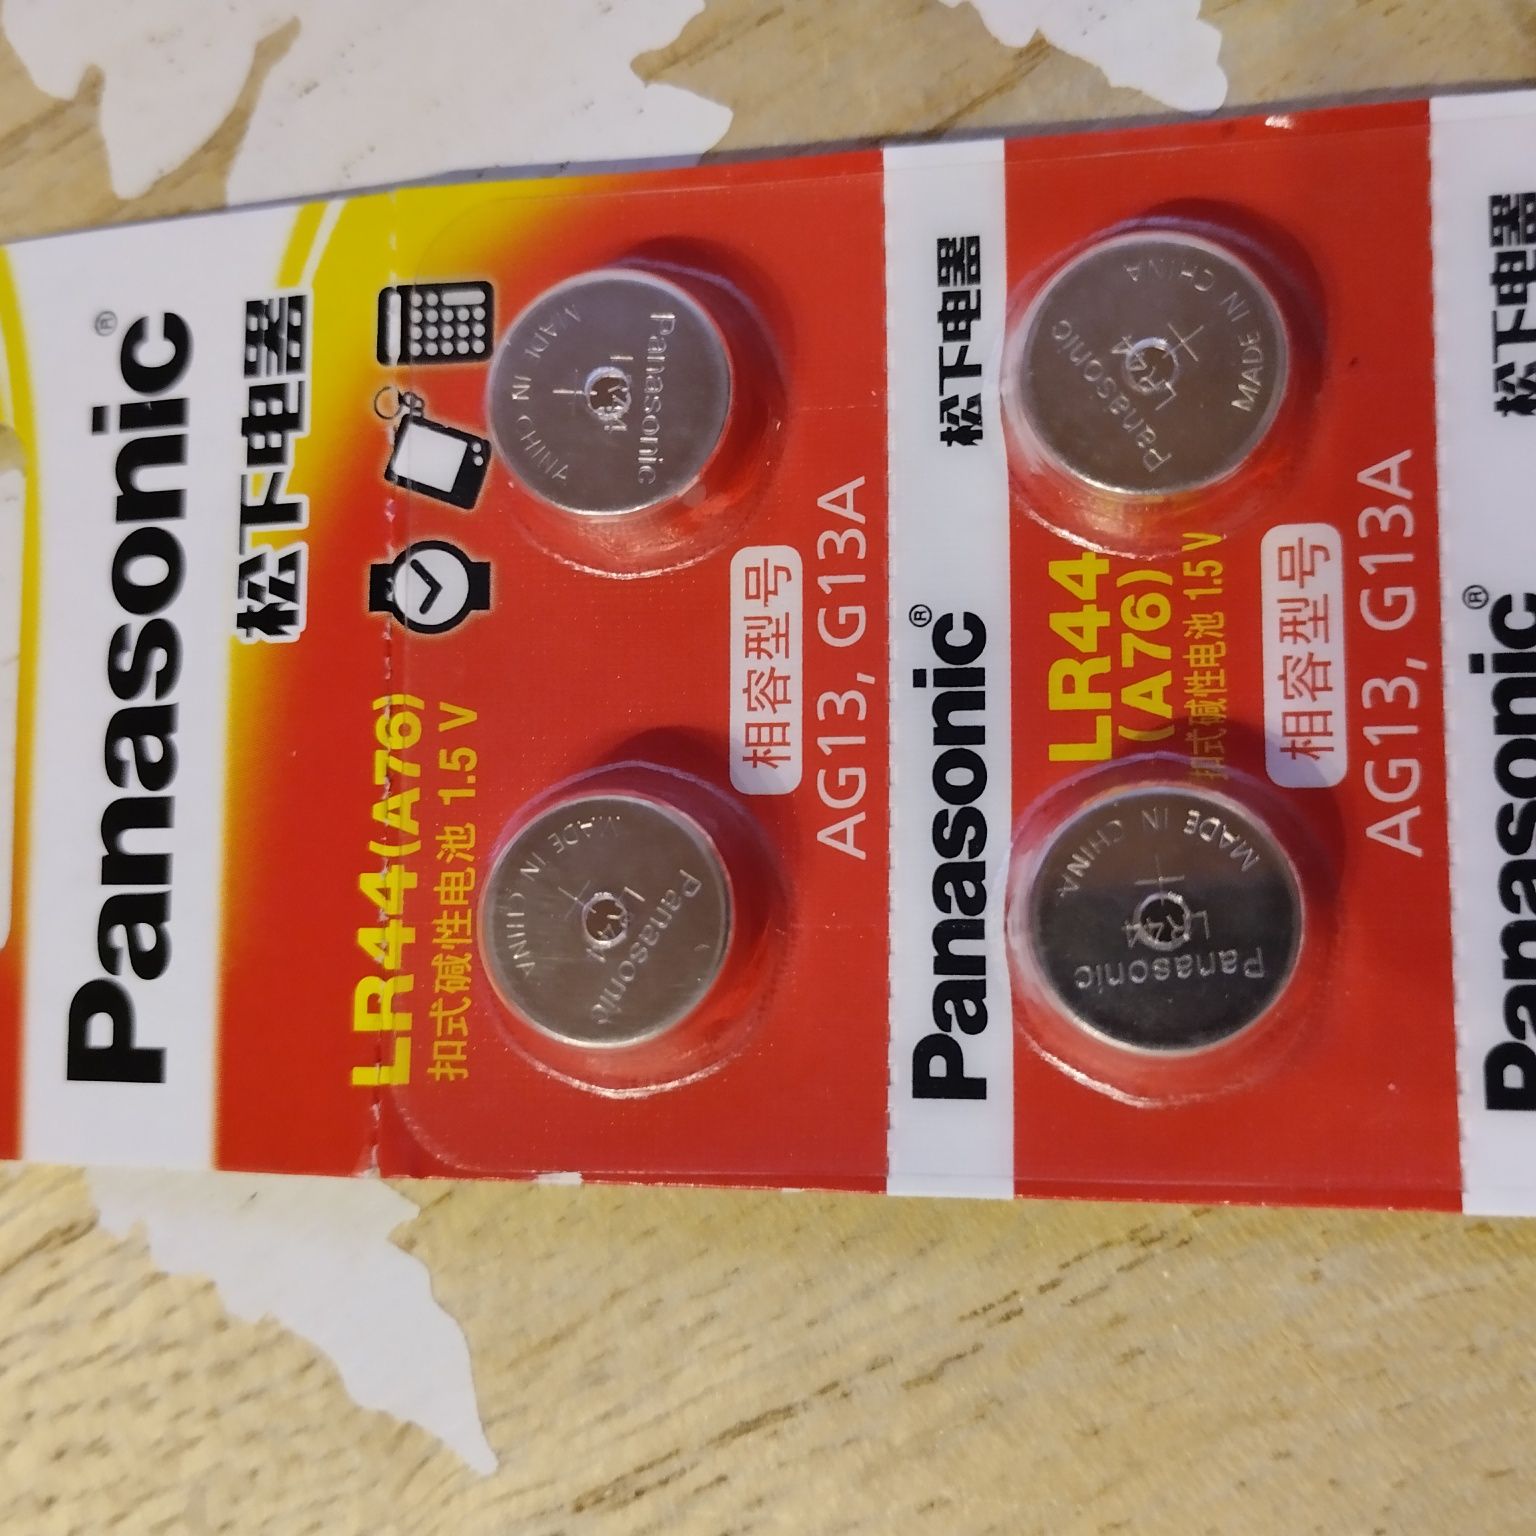 Panasonic®
松下电器
LR44(A76)
扣式碱性电池 1.5 V
Panasonic
LR44
+
MADE IN CHINA
Panasonic
LR44
+
MADE IN CHINA
相容型号
AG13, G13A
Panasonic® 松下电器
LR44
(A76)
扣式碱性电池 1.5 V
Panasonic
LR44
+
MADE IN CHINA
Panasonic
LR44
+
MADE IN CHINA
相容型号
AG13, G13A
Panasonic® 松下电器